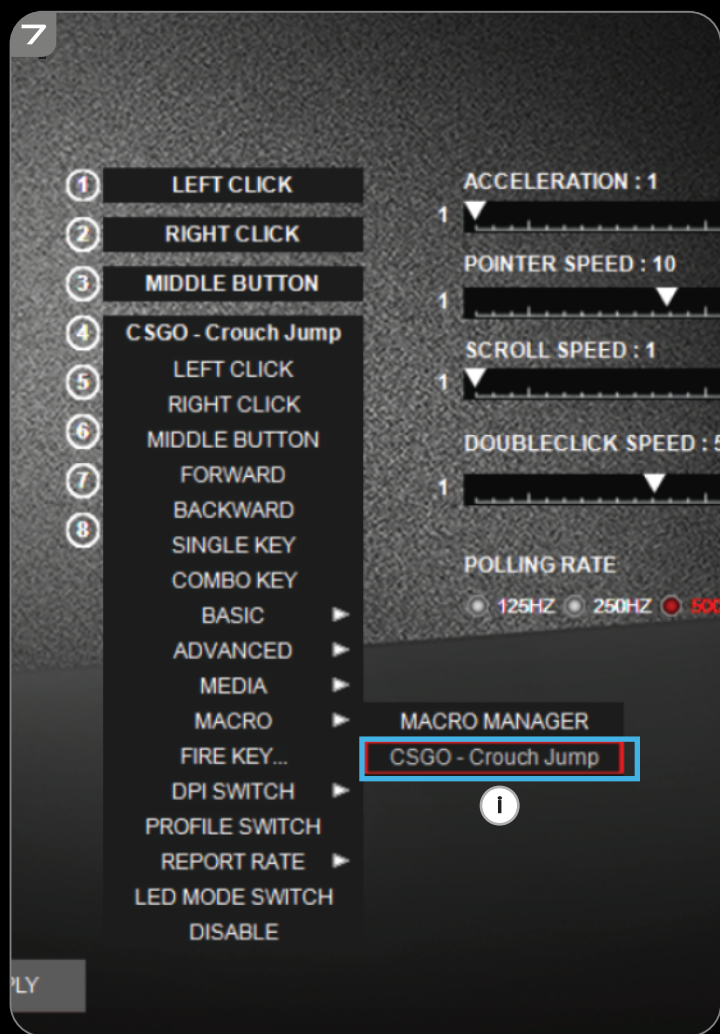 7
1 LEFT CLICK
2 RIGHT CLICK
3 MIDDLE BUTTON
4 CSGO - Crouch Jump
5
6
7
8
LEFT CLICK
RIGHT CLICK
MIDDLE BUTTON
FORWARD
BACKWARD
SINGLE KEY
COMBO KEY
BASIC
ADVANCED
MEDIA
MACRO
FIRE KEY...
DPI SWITCH
PROFILE SWITCH
REPORT RATE
LED MODE SWITCH
DISABLE
MACRO MANAGER
CSGO - Crouch Jump
i
ACCELERATION : 1
1
POINTER SPEED : 10
1
SCROLL SPEED : 1
1
DOUBLECLICK SPEED : 5
1
POLLING RATE
125HZ 250HZ 500
PLY